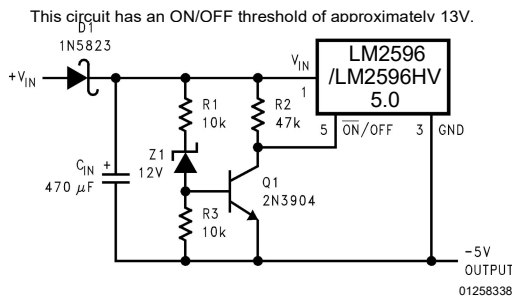 This circuit has an ON/OFF threshold of approximately 13V.
D1
1N5823
+VIN
VIN
1
LM2596
/LM2596HV
5.0
5
ON/OFF
3
GND
R1
10k
R2
47k
Z1
12V
CIN
+
470 μF
Q1
2N3904
R3
10k
-5V
OUTPUT
01258338